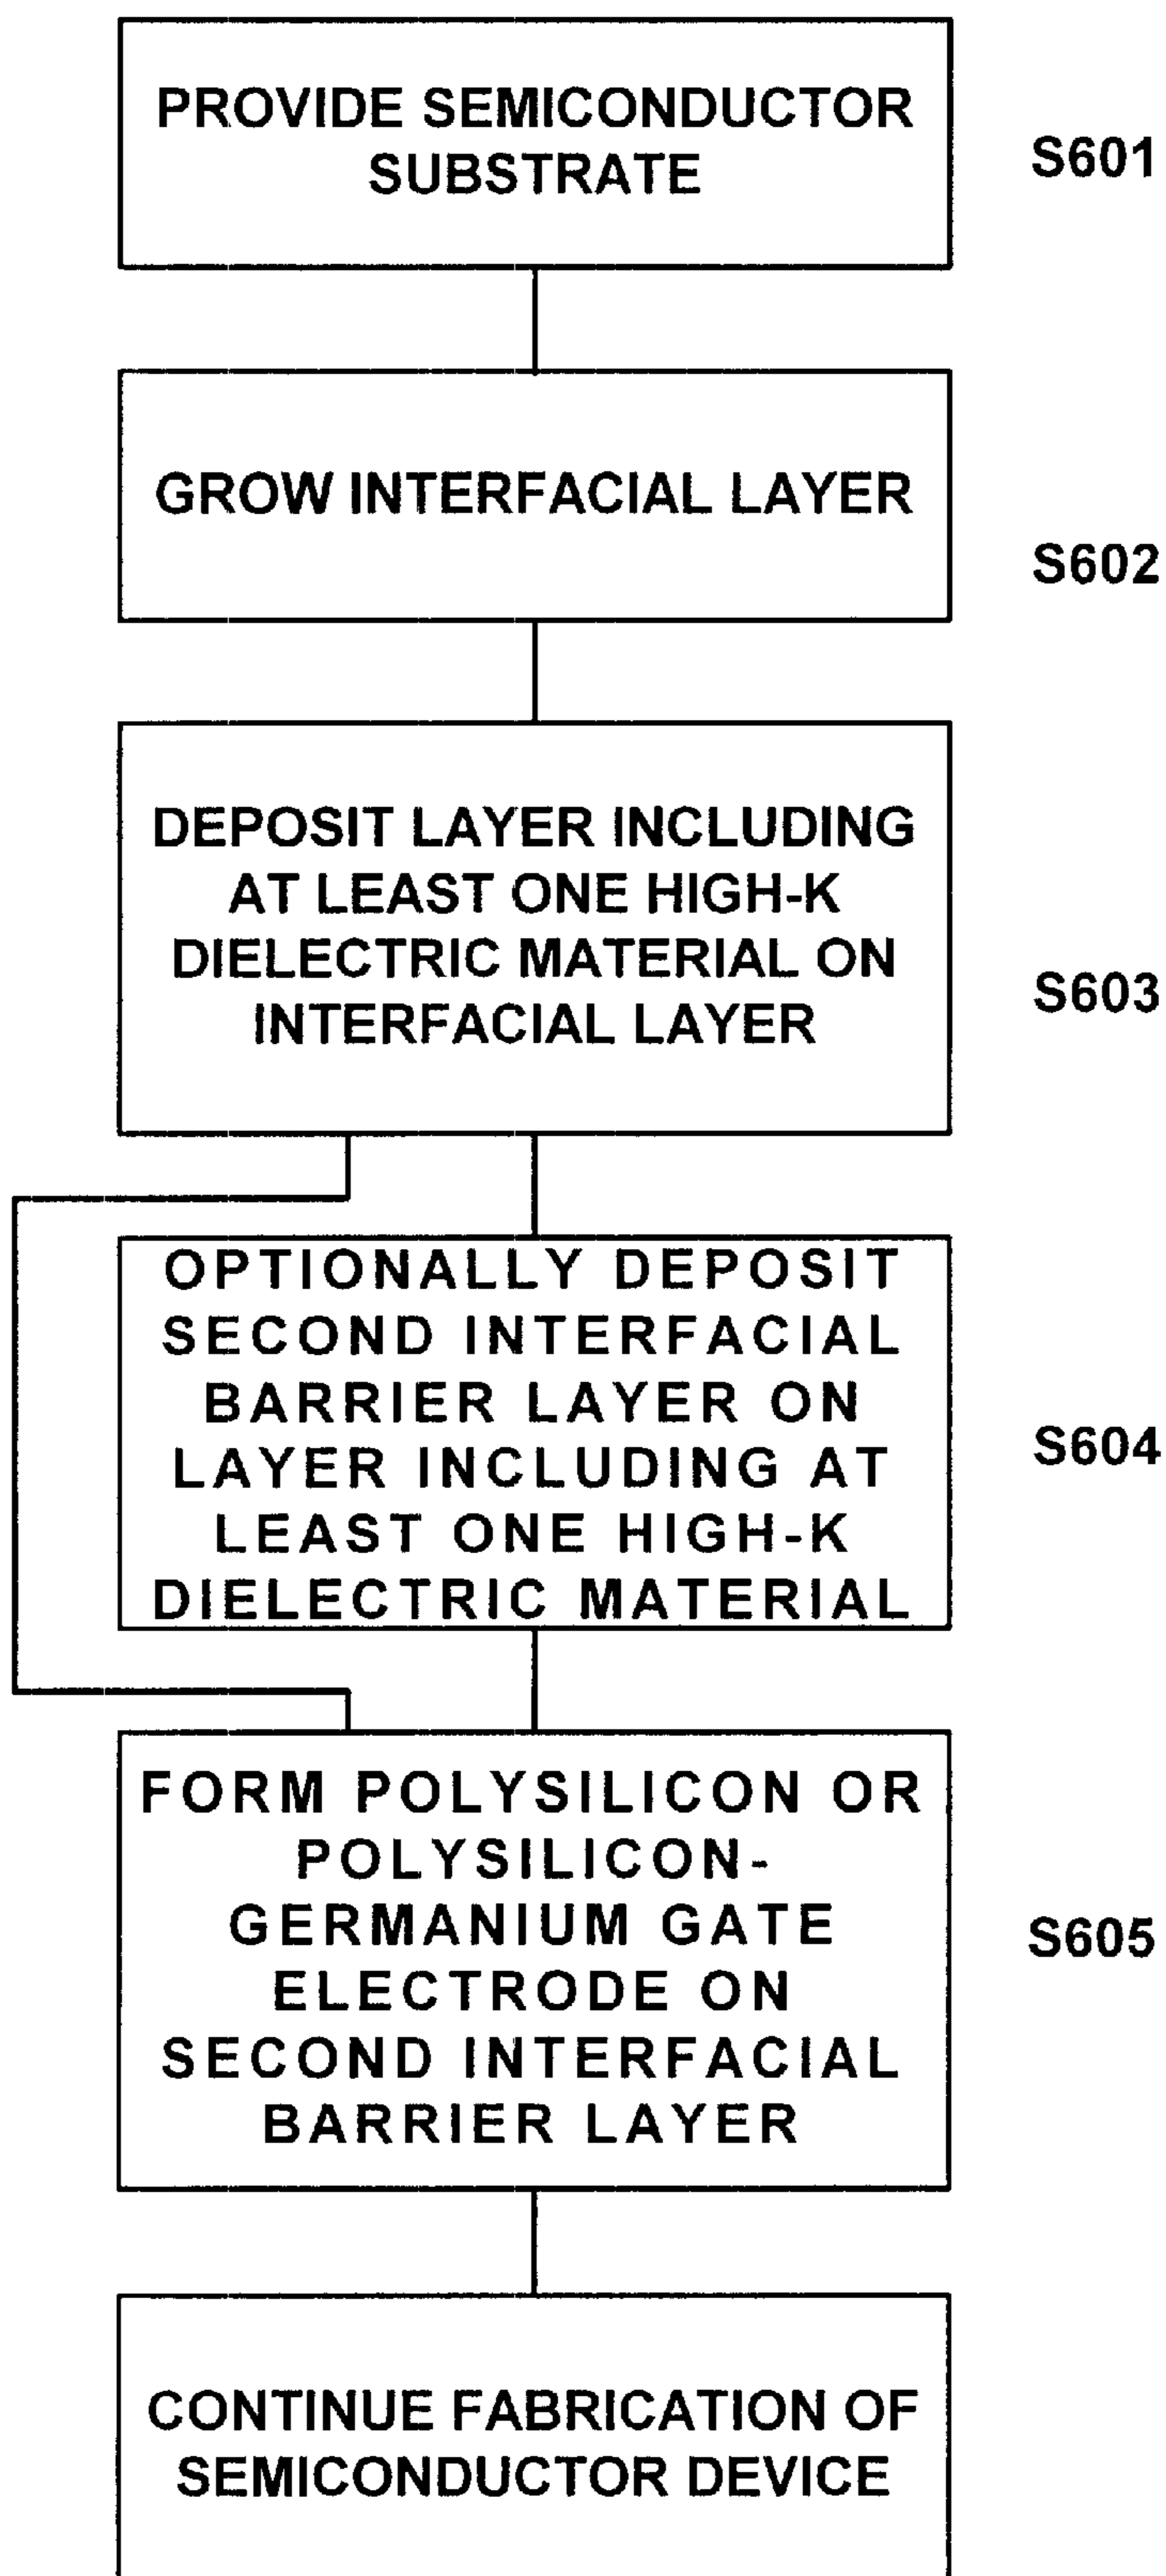 PROVIDE SEMICONDUCTOR
SUBSTRATE
S601
GROW INTERFACIAL LAYER
S602
DEPOSIT LAYER INCLUDING
AT LEAST ONE HIGH-K
DIELECTRIC MATERIAL ON
INTERFACIAL LAYER
S603
OPTIONALLY DEPOSIT
SECOND INTERFACIAL
BARRIER LAYER ON
LAYER INCLUDING AT
LEAST ONE HIGH-K
DIELECTRIC MATERIAL
S604
FORM POLYSILICON OR
POLYSILICON-
GERMANIUM GATE
ELECTRODE ON
SECOND INTERFACIAL
BARRIER LAYER
S605
CONTINUE FABRICATION OF
SEMICONDUCTOR DEVICE